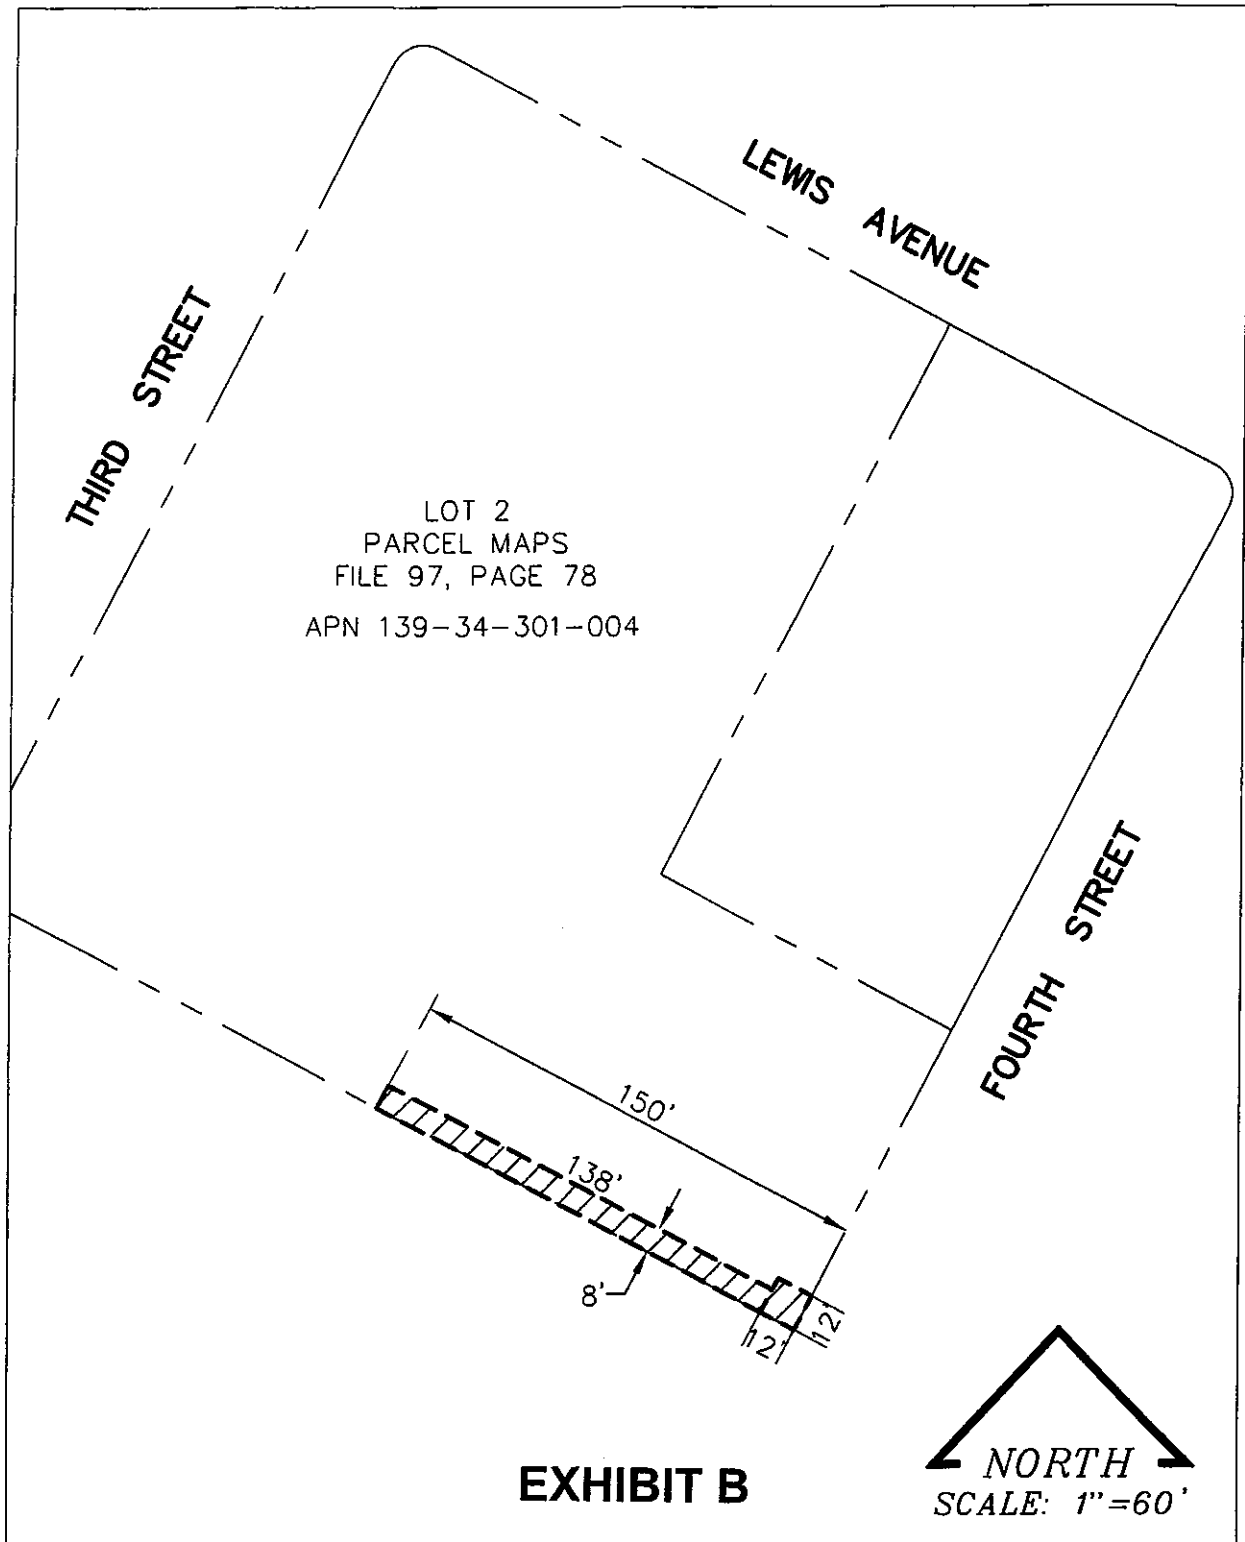 LEWIS AVENUE
THIRD STREET
LOT 2
PARCEL MAPS
FILE 97, PAGE 78
APN 139-34-301-004
FOURTH STREET
150'
138'
8'
12'
12'
NORTH
SCALE: 1"=60'
EXHIBIT B